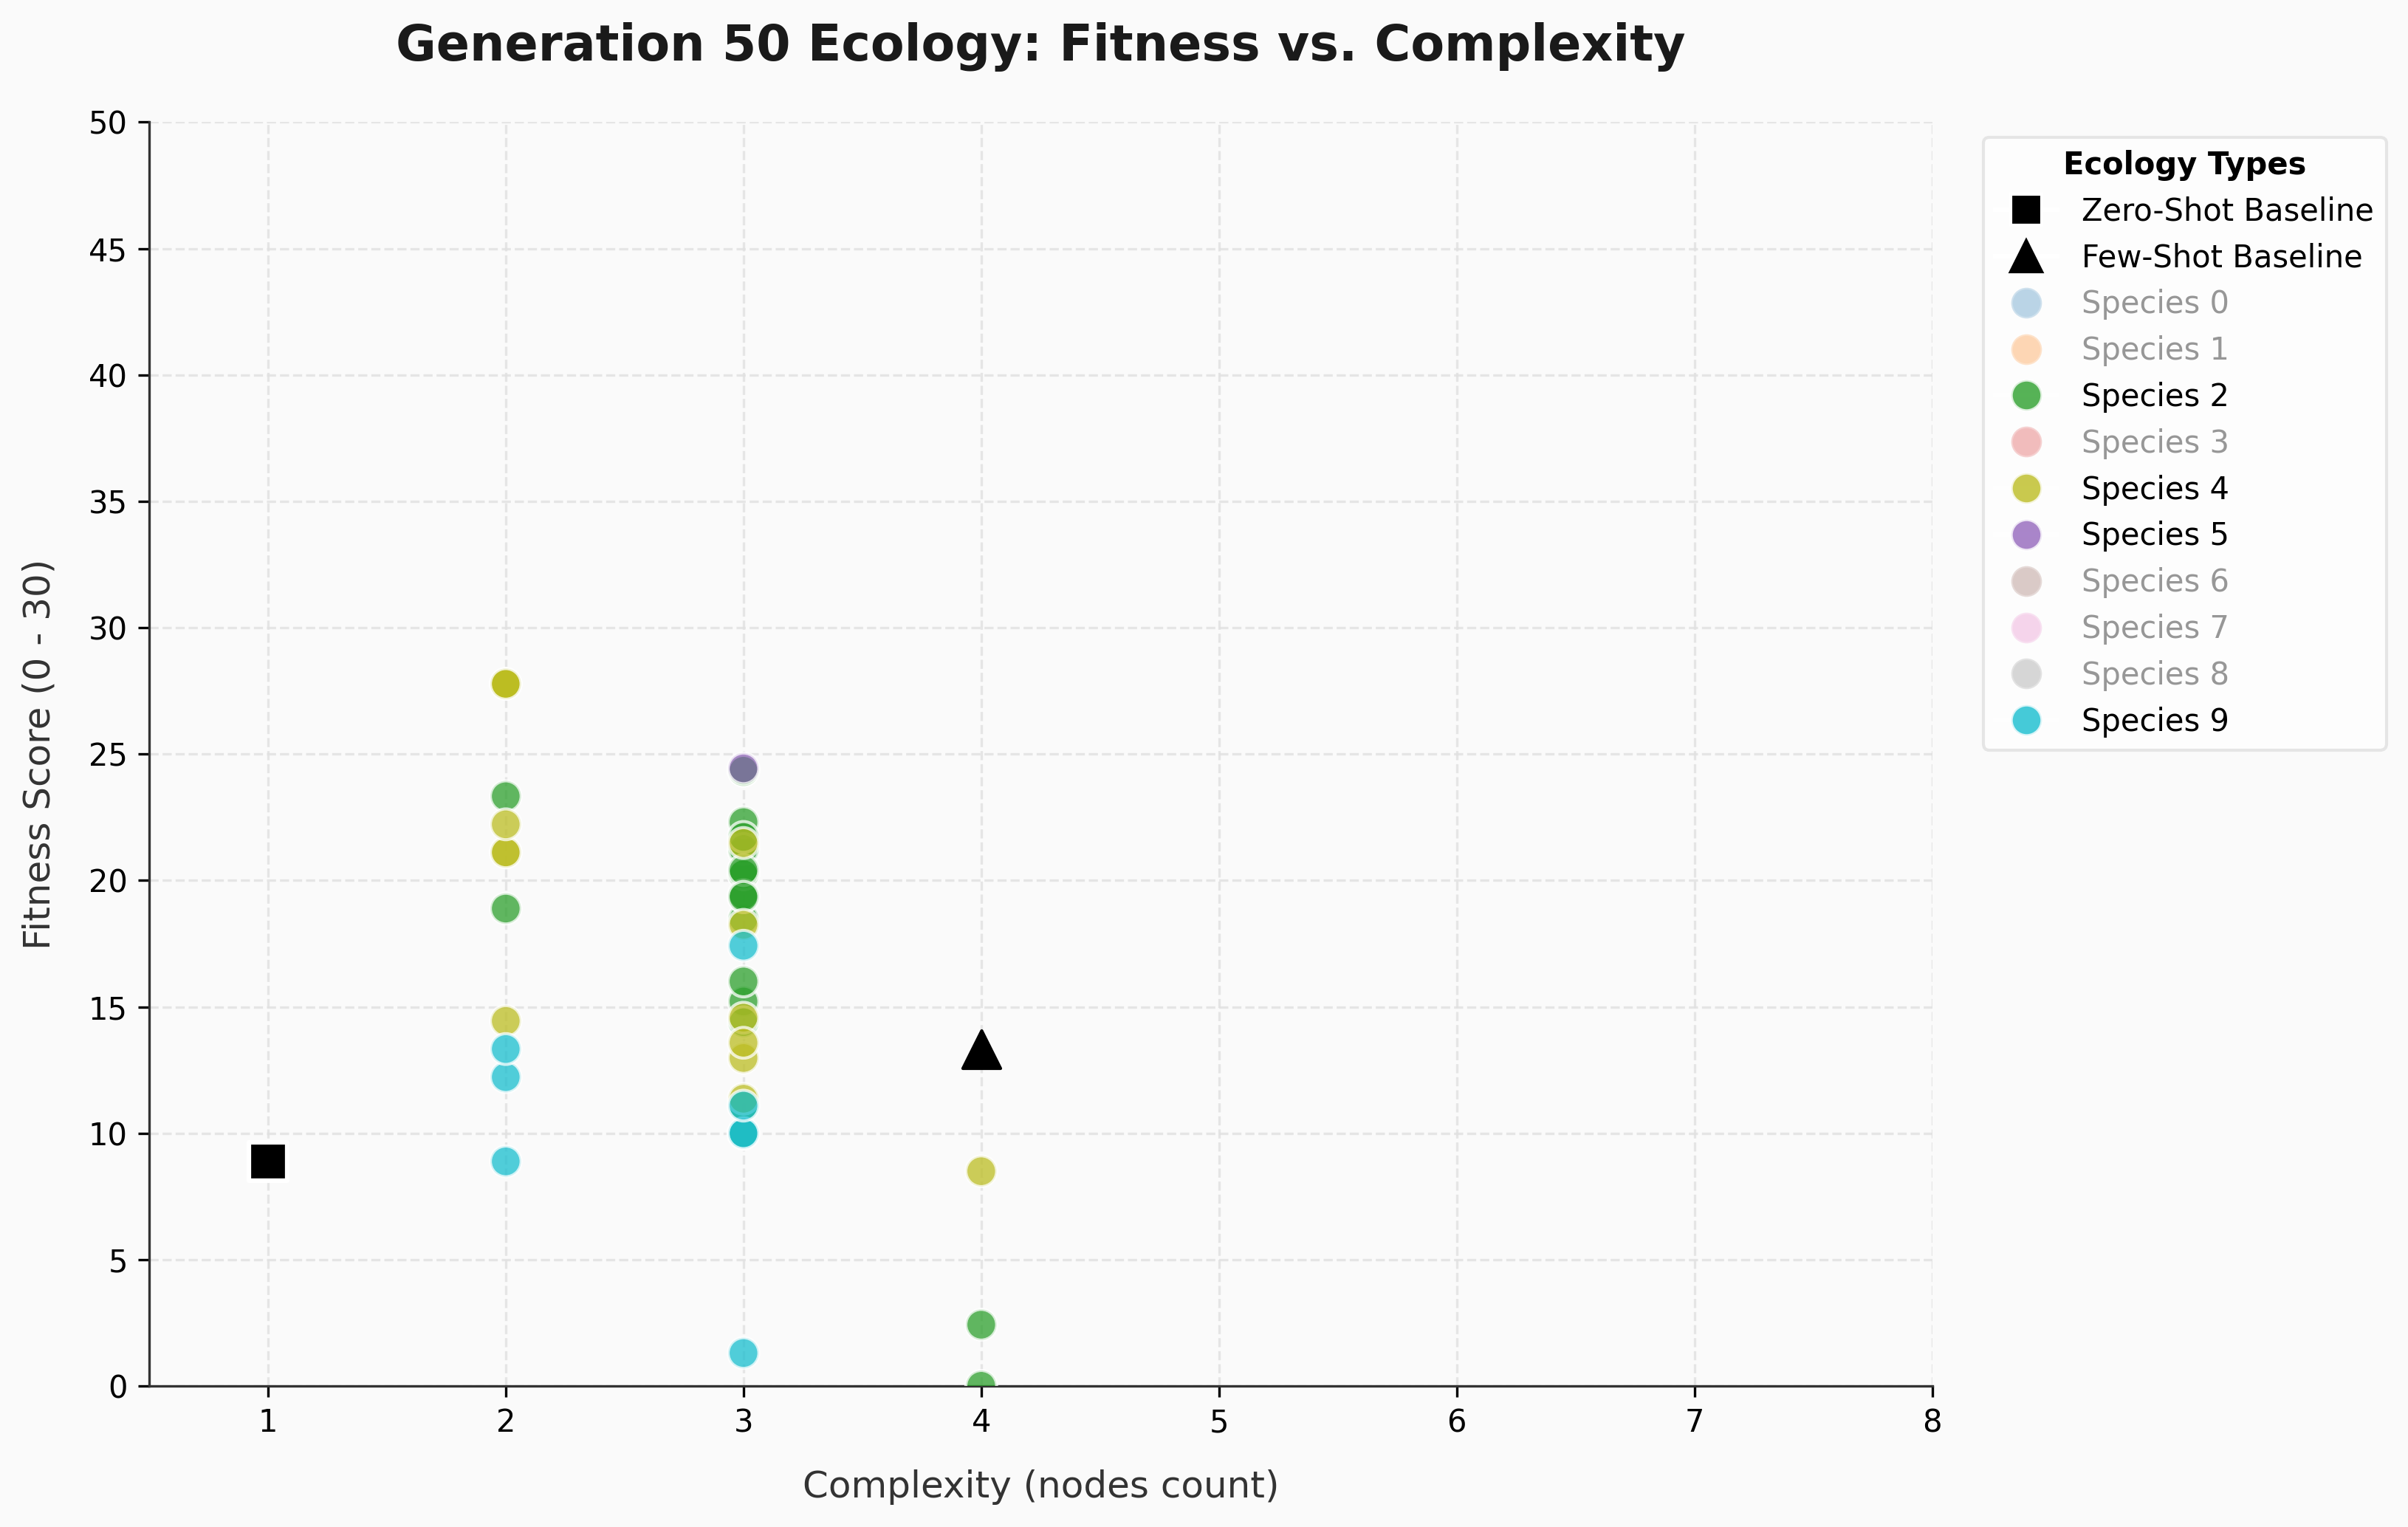 Generation 50 Ecology: Fitness vs. Complexity
50
45
40
35
30
25
20
15
10
5
0
Fitness Score (0 - 30)
1 2 3 4 5 6 7 8
Complexity (nodes count)
Ecology Types
Zero-Shot Baseline
Few-Shot Baseline
Species 0
Species 1
Species 2
Species 3
Species 4
Species 5
Species 6
Species 7
Species 8
Species 9